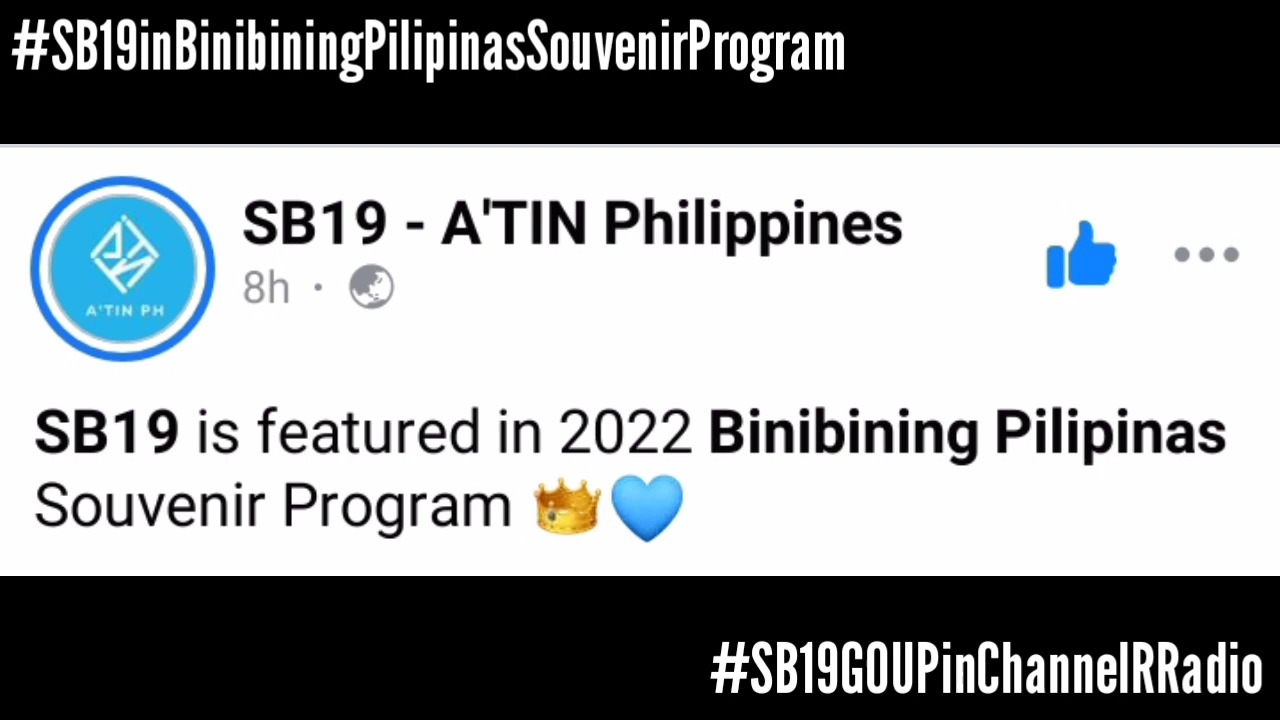 #SB19inBinibiningPilipinasSouvenirProgram
SB19 - A'TIN Philippines
8h ·
A'TIN PH
SB19 is featured in 2022 Binibining Pilipinas
Souvenir Program 👑💙
#SB19GOUPinChannelRRadio